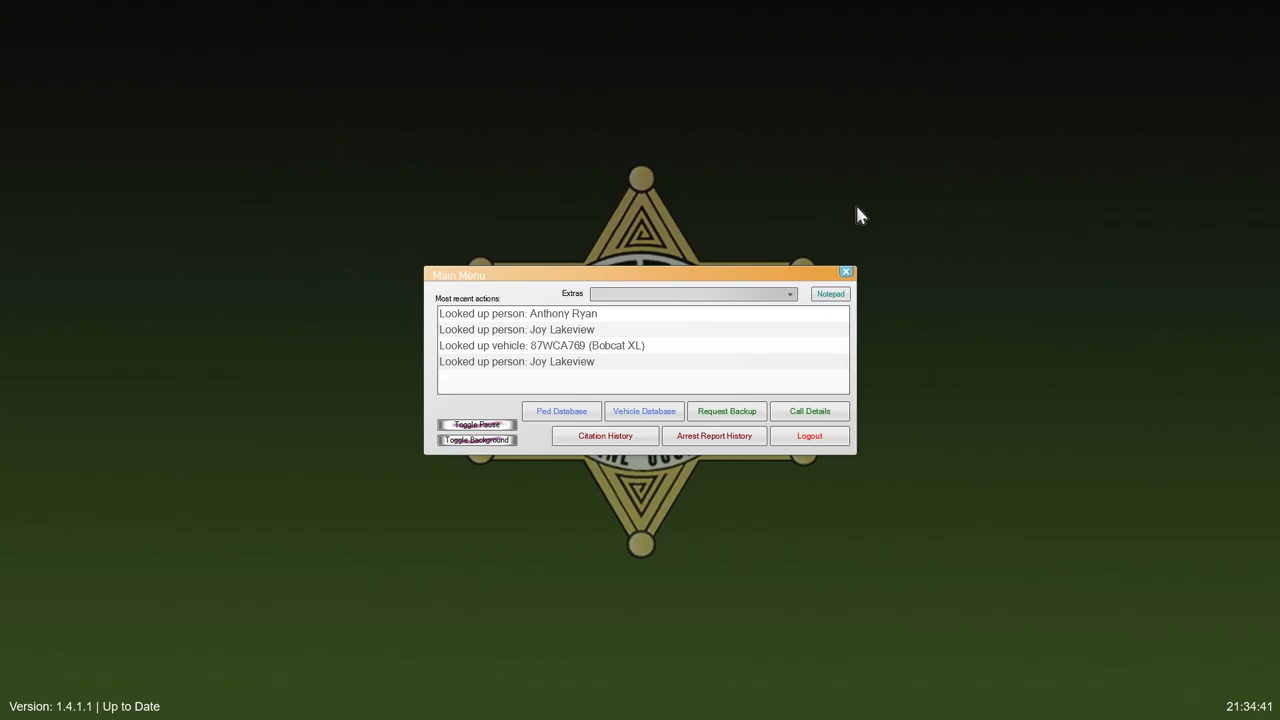 Main Menu
Extras
Notepad
Most recent actions:
Looked up person: Anthony Ryan
Looked up person: Joy Lakeview
Looked up vehicle: 87WCA769 (Bobcat XL)
Looked up person: Joy Lakeview
Ped Database
Vehicle Database
Request Backup
Call Details
Toggle Pause
Toggle Background
Citation History
Arrest Report History
Logout
Version: 1.4.1.1 | Up to Date
21:34:41